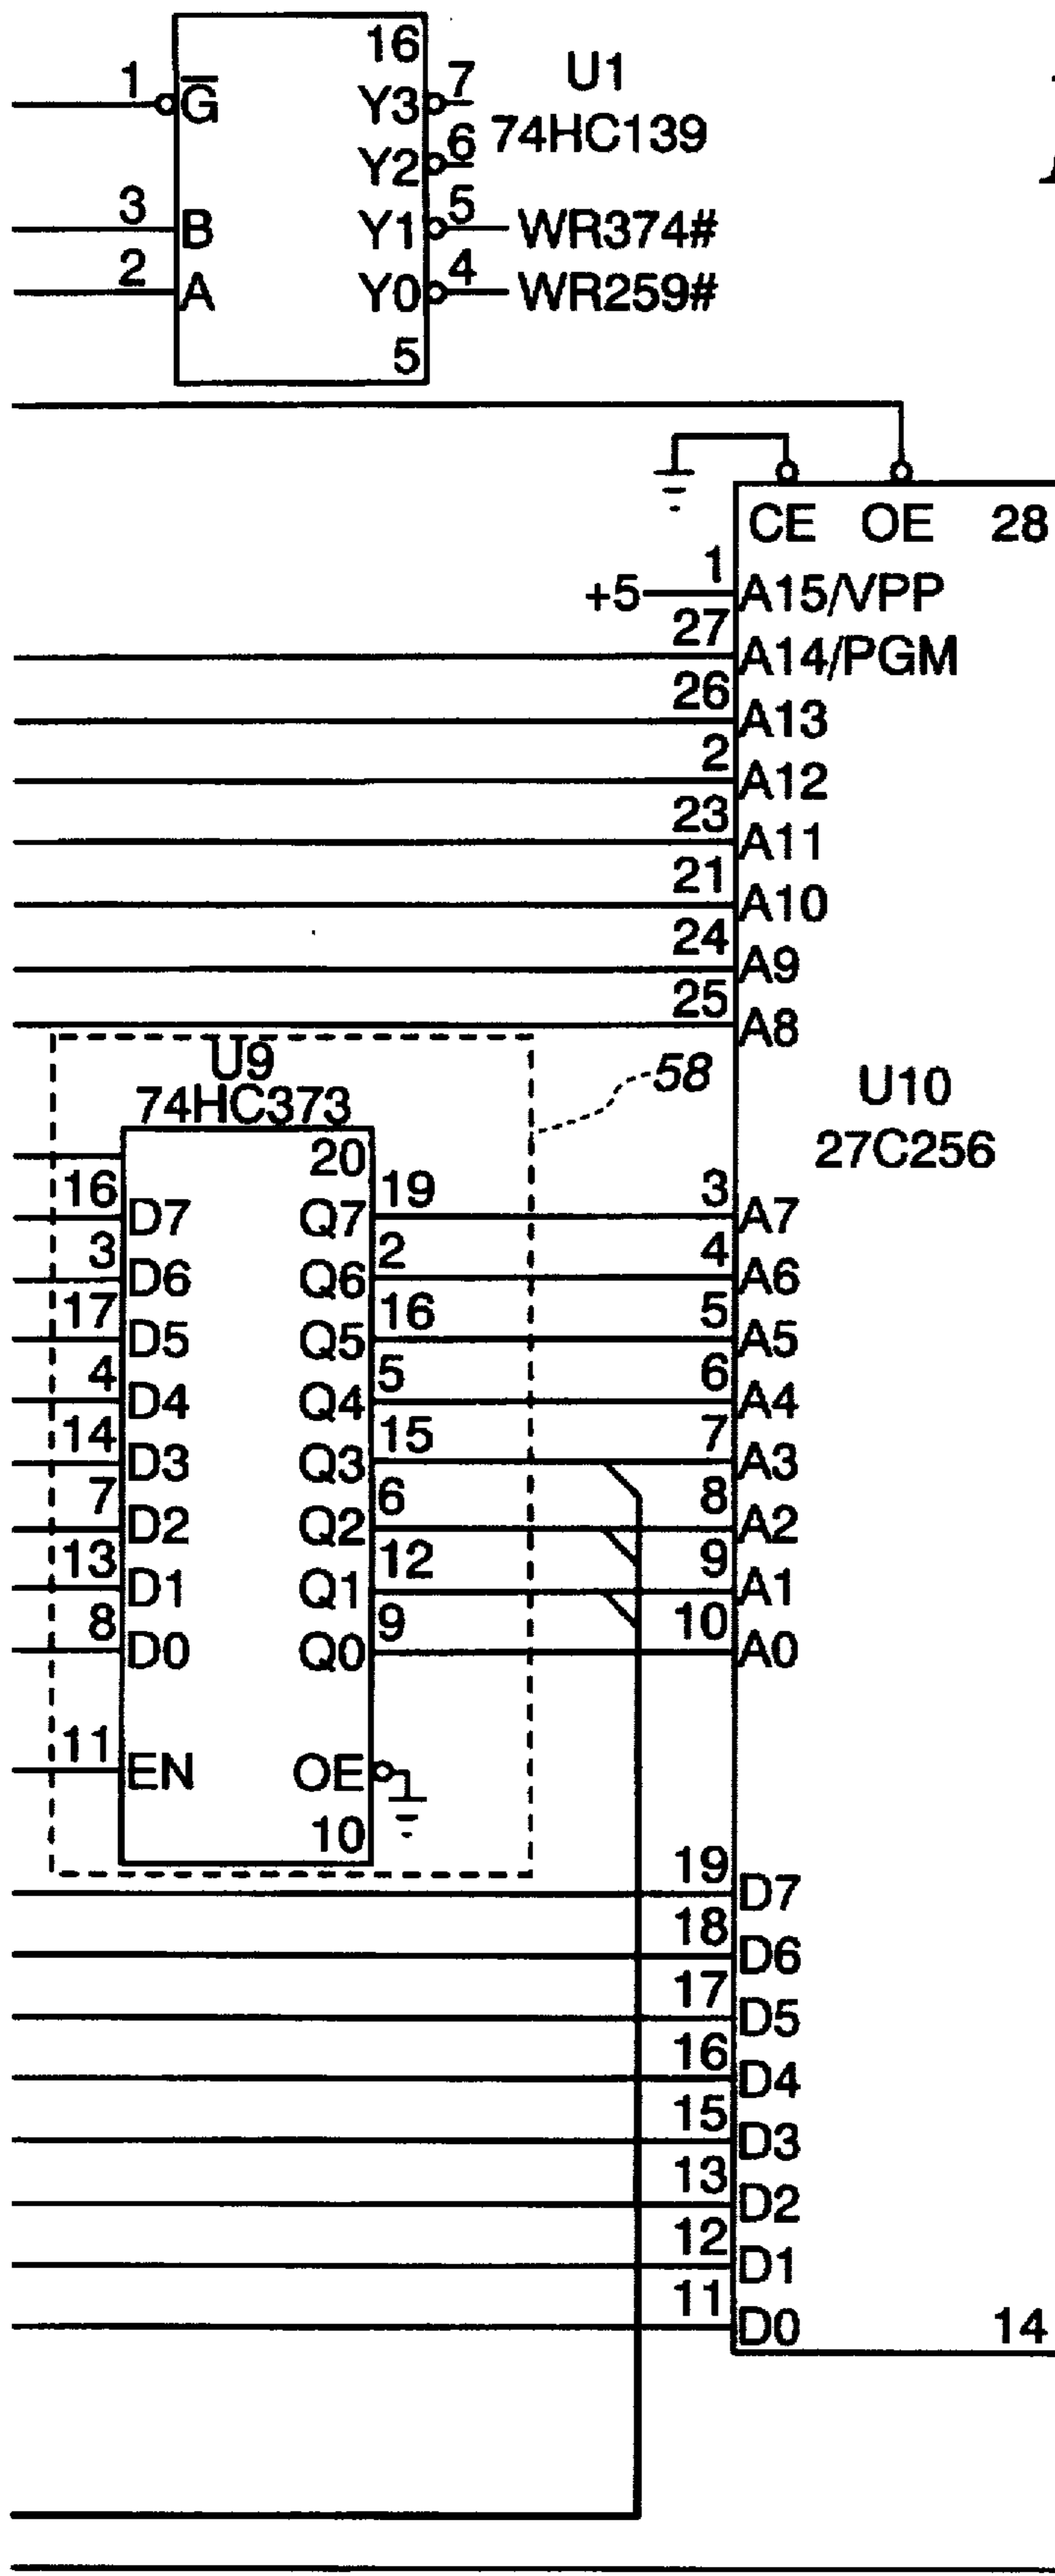 16
1 G Y3 7
U1
74HC139
Y2 6
3 B Y1 5 WR374#
2 A Y0 4 WR259#
5
CE OE 28
+5 1 A15/VPP
27 A14/PGM
26 A13
2 A12
23 A11
21 A10
24 A9
25 A8
U9
74HC373
58
U10
27C256
20
16 D7 Q7 19 3 A7
3 D6 Q6 2 4 A6
17 D5 Q5 16 5 A5
4 D4 Q4 5 6 A4
14 D3 Q3 15 7 A3
7 D2 Q2 6 8 A2
13 D1 Q1 12 9 A1
8 D0 Q0 9 10 A0
11 EN OE
10
19 D7
18 D6
17 D5
16 D4
15 D3
13 D2
12 D1
11 D0 14